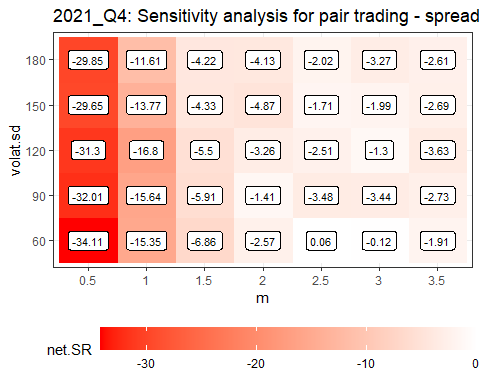 2021_Q4: Sensitivity analysis for pair trading - spread
volat.sd
180 -29.85 -11.61 -4.22 -4.13 -2.02 -3.27 -2.61
150 -29.65 -13.77 -4.33 -4.87 -1.71 -1.99 -2.69
120 -31.3 -16.8 -5.5 -3.26 -2.51 -1.3 -3.63
90 -32.01 -15.64 -5.91 -1.41 -3.48 -3.44 -2.73
60 -34.11 -15.35 -6.86 -2.57 0.06 -0.12 -1.91
0.5 1 1.5 2 2.5 3 3.5
m
net.SR
-30 -20 -10 0